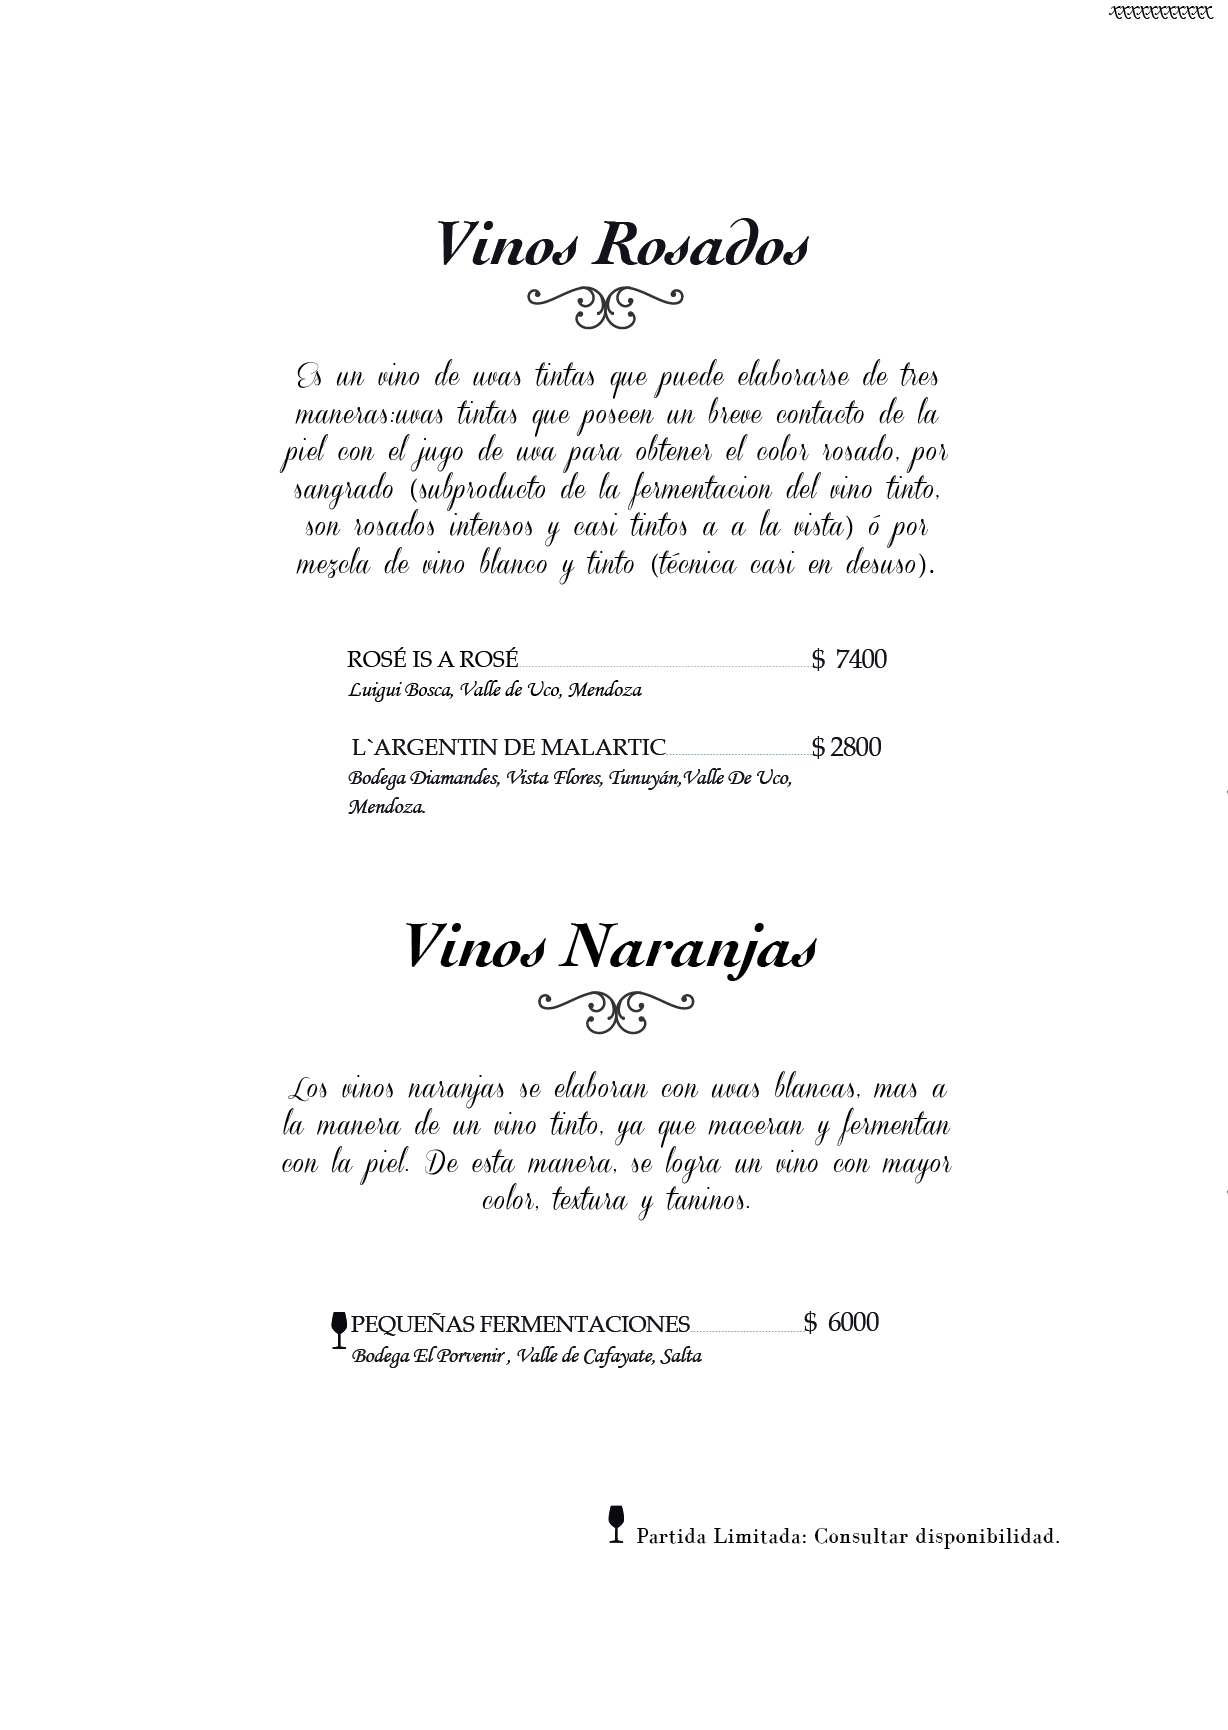 xxxxxxxxxxxx
Vinos Rosados
Es un vino de uvas tintas que puede elaborarse de tres
maneras:uvas tintas que poseen un breve contacto de la
piel con el jugo de uva para obtener el color rosado, por
sangrado (subproducto de la fermentacion del vino tinto,
son rosados intensos y casi tintos a a la vista) ó por
mezcla de vino blanco y tinto (técnica casi en desuso).
ROSÉ IS A ROSÉ $ 7400
Luigui Bosca, Valle de Uco, Mendoza
L`ARGENTIN DE MALARTIC $ 2800
Bodega Diamandes, Vista Flores, Tunuyán,Valle De Uco,
Mendoza.
Vinos Naranjas
Los vinos naranjas se elaboran con uvas blancas, mas a
la manera de un vino tinto, ya que maceran y fermentan
con la piel. De esta manera, se logra un vino con mayor
color, textura y taninos.
PEQUEÑAS FERMENTACIONES $ 6000
Bodega El Porvenir , Valle de Cafayate, Salta
Partida Limitada: Consultar disponibilidad.